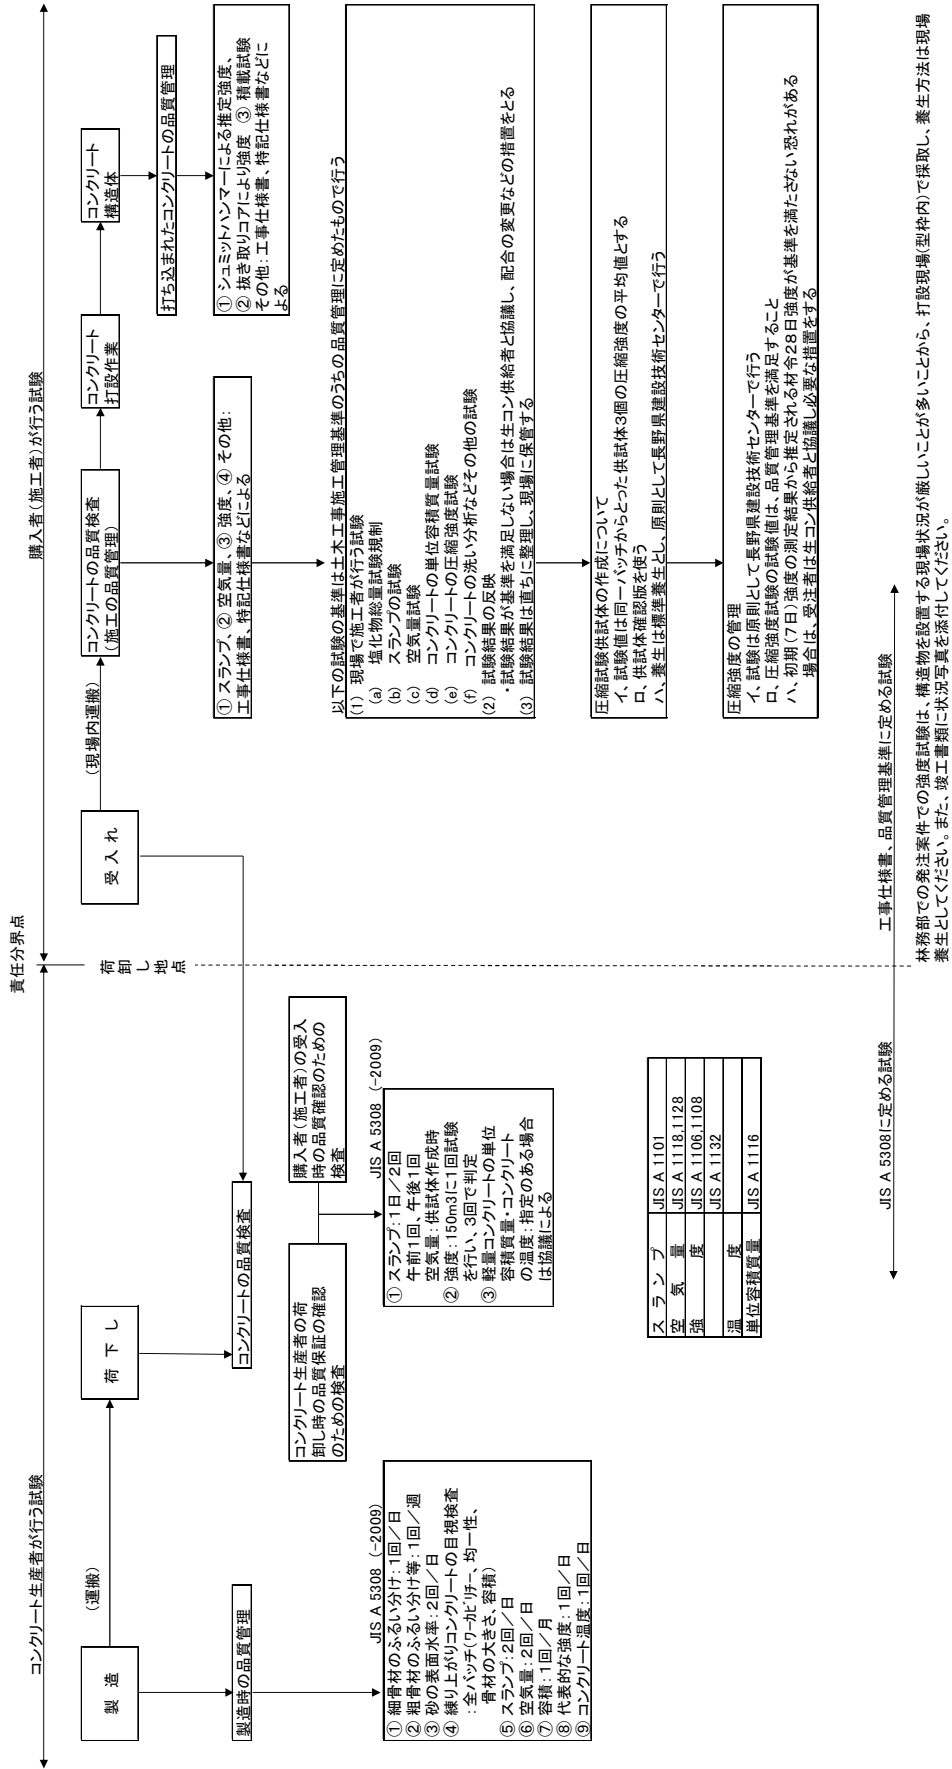 責任分界点
コンクリート生産者が行う試験
購入者(施工者)が行う試験
荷卸し地点
製 造
(運搬)
荷 下 し
受 入 れ
(現場内運搬)
コンクリートの品質検査
(施工の品質管理)
コンクリート
打設作業
コンクリート
構造体
製造時の品質管理
コンクリートの品質検査
打ち込まれたコンクリートの品質管理
JIS A 5308 (-2009)
① 細骨材のふるい分け:1回/日
② 粗骨材のふるい分け等:1回/週
③ 砂の表面水率:2回/日
④ 練り上がりコンクリートの目視検査
:全バッチ(ワーカビリチー、均一性、
骨材の大きさ、容積)
⑤ スランプ:2回/日
⑥ 空気量:2回/日
⑦ 容積:1回/月
⑧ 代表的な強度:1回/日
⑨ コンクリート温度:1回/日
コンクリート生産者の荷
卸し時の品質保証の確認
のための検査
購入者(施工者)の受入
時の品質確認のための
検査
JIS A 5308 (-2009)
① スランプ:1日/2回
午前1回、午後1回
空気量:供試体作成時
② 強度:150m3に1回試験
を行い、3回で判定
③ 軽量コンクリートの単位
容積質量・コンクリート
の温度:指定のある場合
は協議による
スランプ JIS A 1101
空気量 JIS A 1118,1128
強度 JIS A 1106,1108
JIS A 1132
温度
単位容積質量 JIS A 1116
① スランプ、② 空気量、③ 強度、④ その他:
工事仕様書、特記仕様書などによる
① シュミットハンマーによる推定強度、
② 抜き取りコアにより強度 ③ 積載試験
その他:工事仕様書、特記仕様書などに
よる
以下の試験の基準は土木工事施工管理基準のうちの品質管理に定めたもので行う
(1) 現場で施工者が行う試験
(a) 塩化物総量試験規制
(b) スランプの試験
(c) 空気量試験
(d) コンクリートの単位容積質量試験
(e) コンクリートの圧縮強度試験
(f) コンクリートの洗い分析などその他の試験
(2) 試験結果の反映
・試験結果が基準を満足しない場合は生コン供給者と協議し、配合の変更などの措置をとる
(3) 試験結果は直ちに整理し、現場に保管する
圧縮試験供試体の作成について
イ、試験値は同一バッチからとった供試体3個の圧縮強度の平均値とする
ロ、供試体確認版を使う
ハ、養生は標準養生とし、原則として長野県建設技術センターで行う
圧縮強度の管理
イ、試験は原則として長野県建設技術センターで行う
ロ、圧縮強度試験の試験値は、品質管理基準を満足すること
ハ、初期(7日)強度の測定結果から推定される材令28日強度が基準を満たさない恐れがある
場合は、受注者は生コン供給者と協議し必要な措置をする
JIS A 5308に定める試験
工事仕様書、品質管理基準に定める試験
林務部での発注案件での強度試験は、構造物を設置する現場状況が厳しいことが多いことから、打設現場(型枠内)で採取し、養生方法は現場
養生としてください。また、竣工書類に状況写真を添付してください。